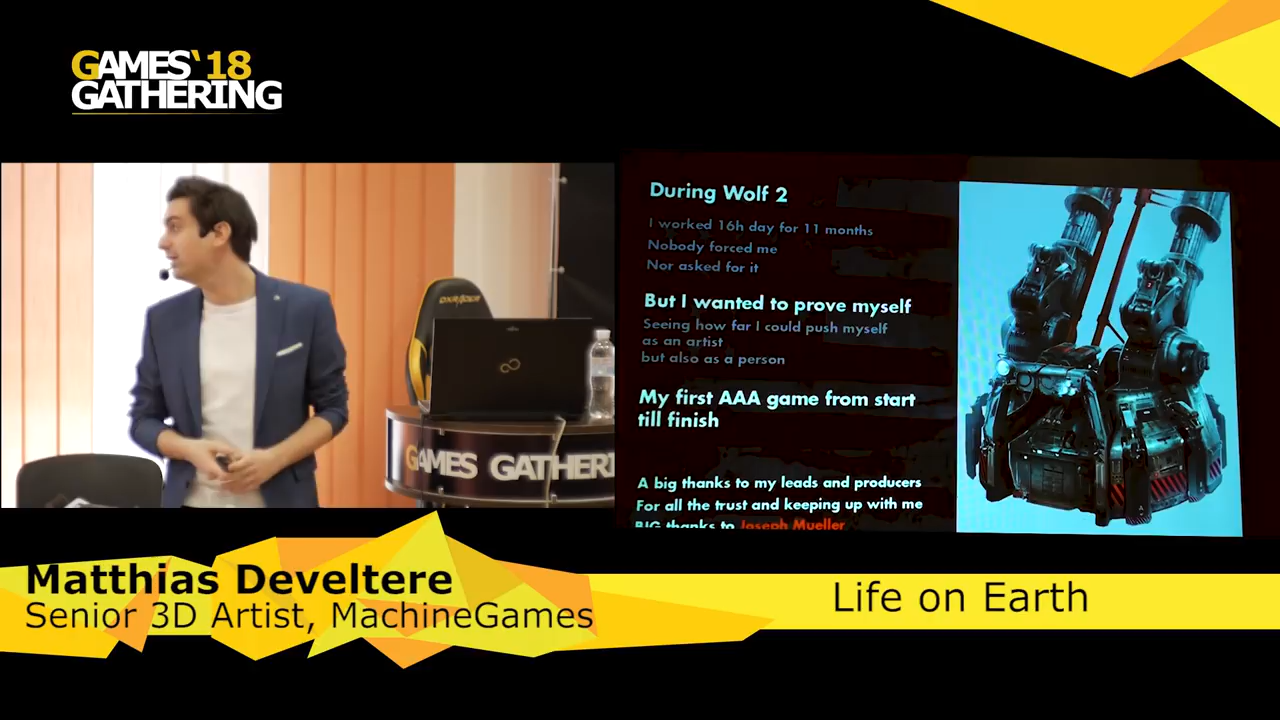 GAMES‘18
GATHERING
During Wolf 2
I worked 16h day for 11 months
Nobody forced me
Nor asked for it
But I wanted to prove myself
Seeing how far I could push myself
as an artist
but also as a person
My first AAA game from start
till finish
A big thanks to my leads and producers
For all the trust and keeping up with me
BIG thanks to Joseph Mueller
DXRACER
GAMES GATHERI
Matthias Develtere
Senior 3D Artist, MachineGames
Life on Earth